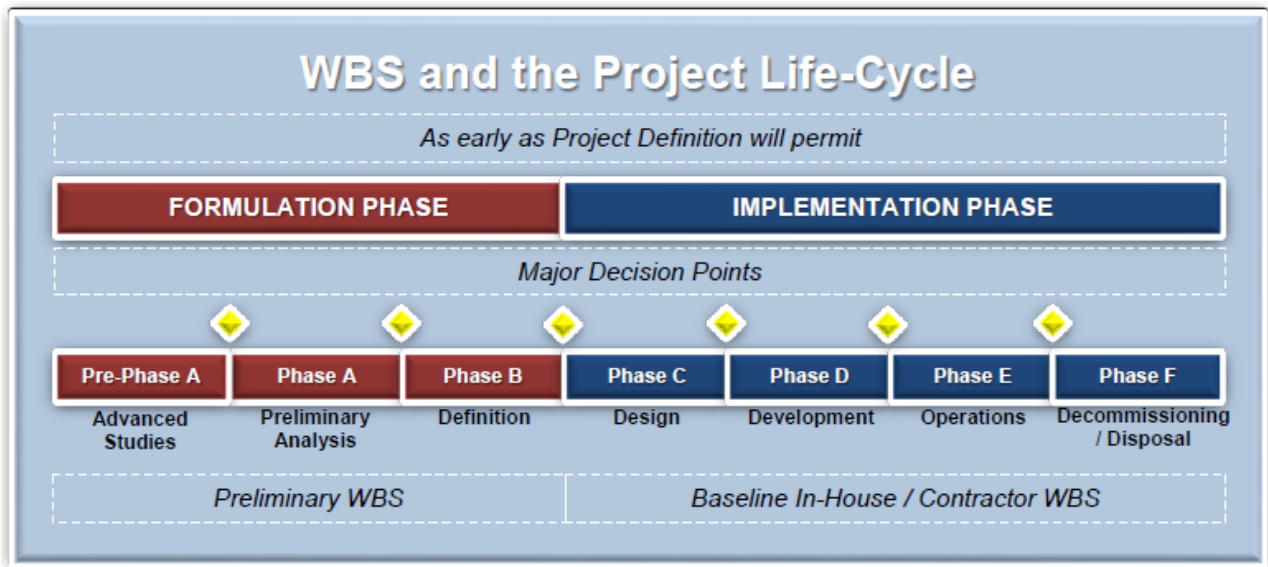 WBS and the Project Life-Cycle
As early as Project Definition will permit
FORMULATION PHASE
IMPLEMENTATION PHASE
Major Decision Points
Pre-Phase A
Phase A
Phase B
Phase C
Phase D
Phase E
Phase F
Advanced
Studies
Preliminary
Analysis
Definition
Design
Development
Operations
Decommissioning
/ Disposal
Preliminary WBS
Baseline In-House / Contractor WBS